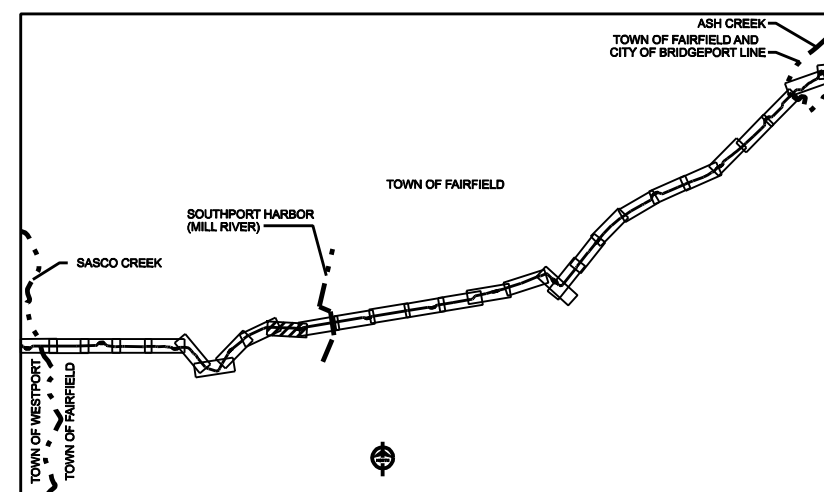 ASH CREEK
TOWN OF FAIRFIELD AND
CITY OF BRIDGEPORT LINE
TOWN OF FAIRFIELD
SOUTHPORT HARBOR
(MILL RIVER)
SASCO CREEK
TOWN OF WESTPORT
TOWN OF FAIRFIELD